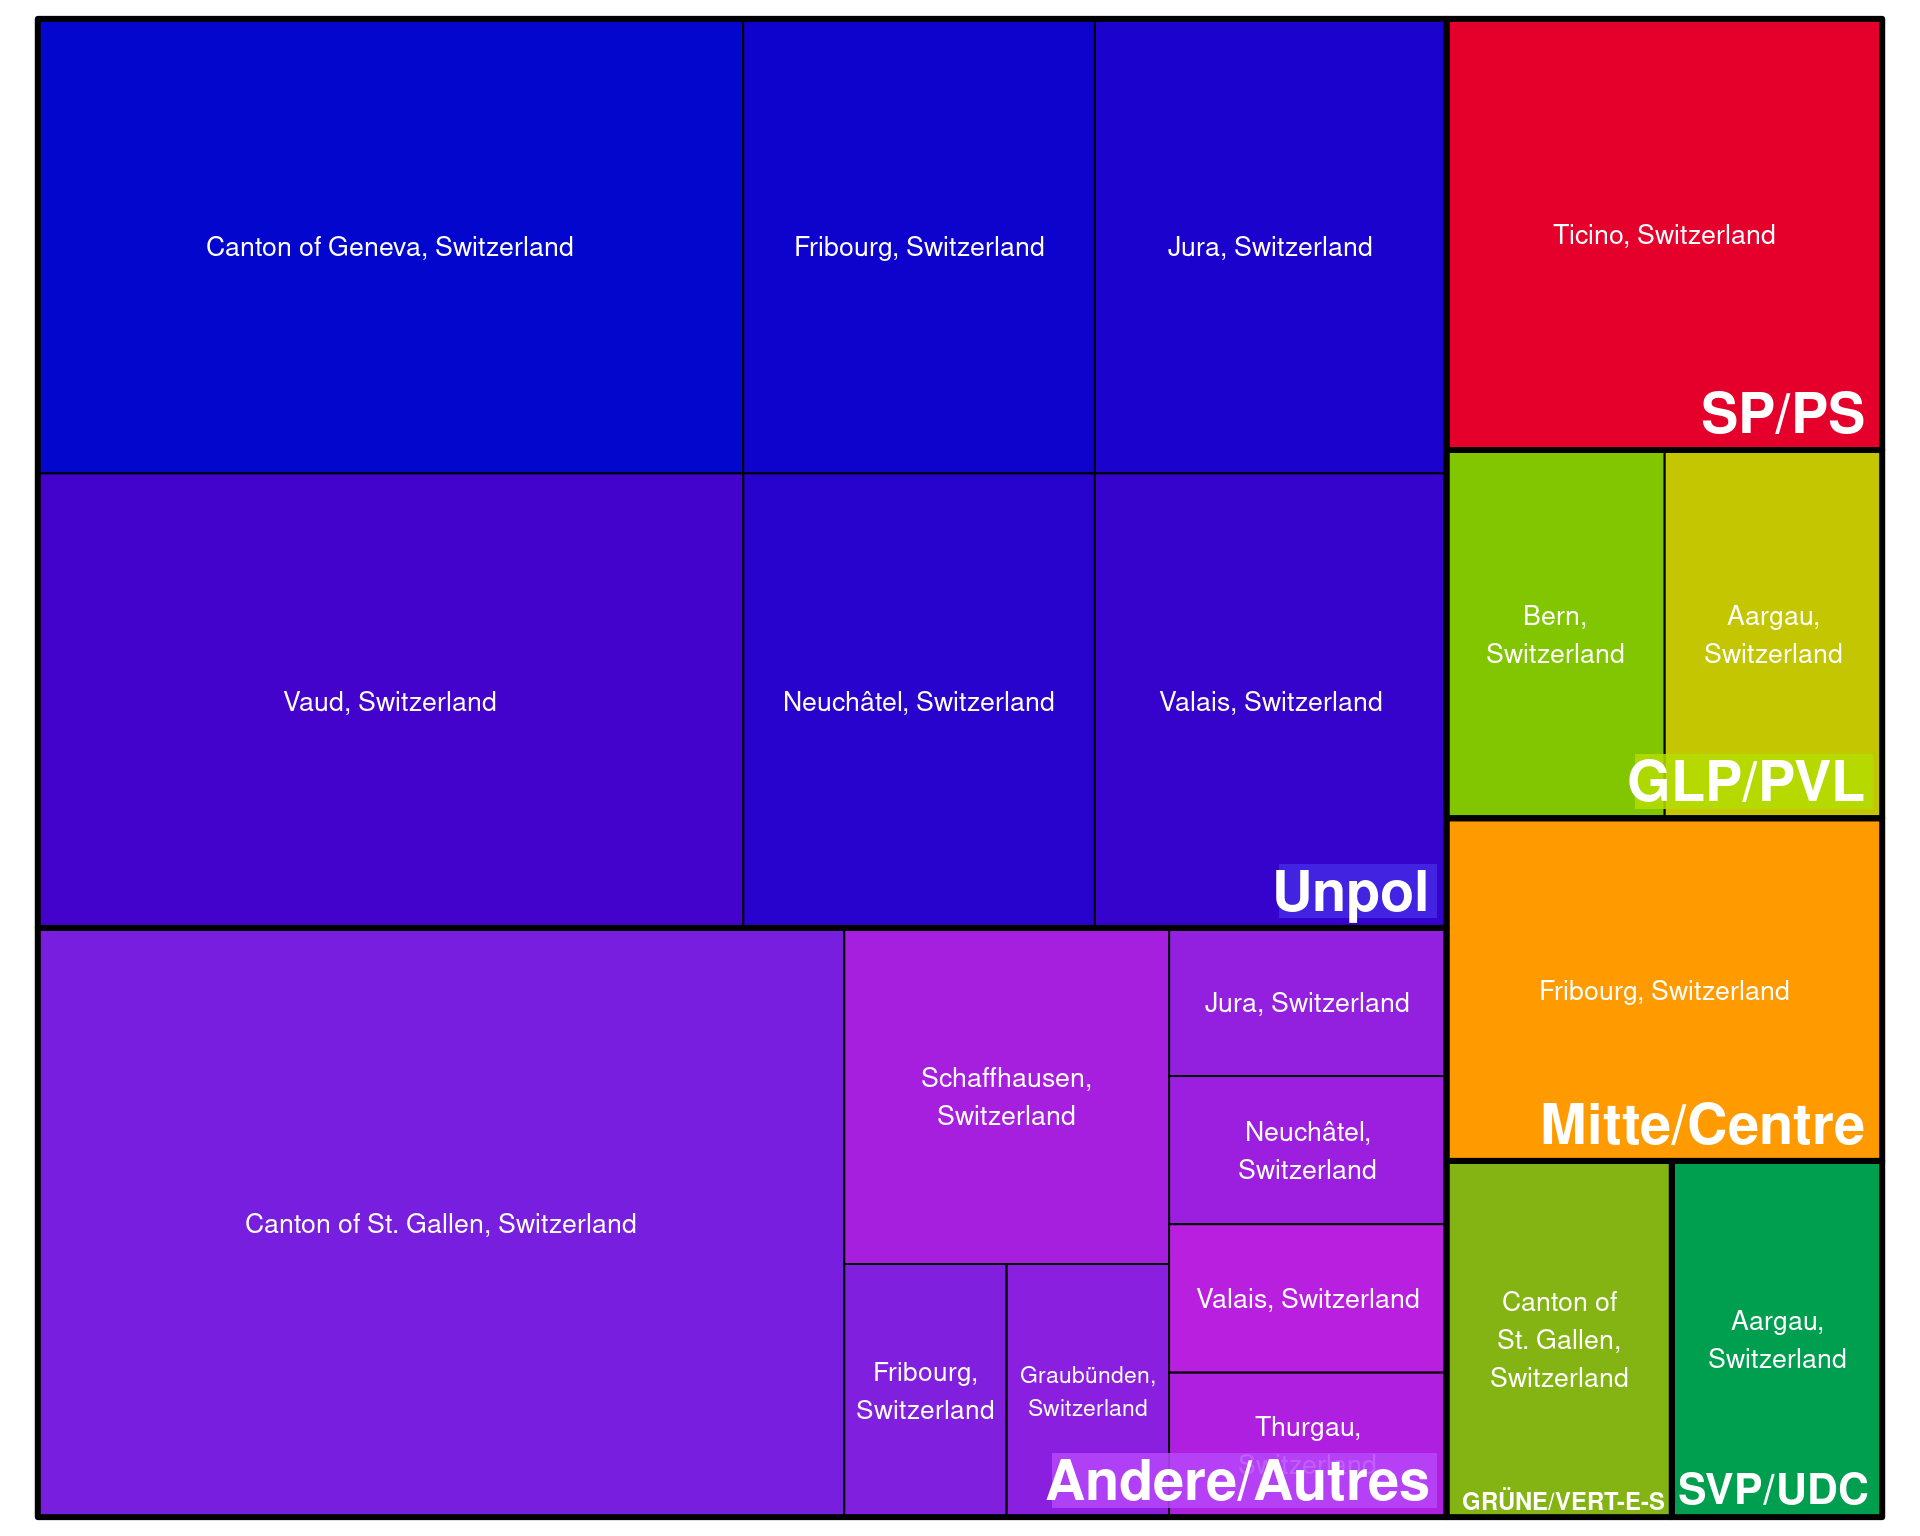 Canton of Geneva, Switzerland
Fribourg, Switzerland
Jura, Switzerland
Vaud, Switzerland
Neuchâtel, Switzerland
Valais, Switzerland
Unpol
Canton of St. Gallen, Switzerland
Schaffhausen,
Switzerland
Fribourg,
Switzerland
Graubünden,
Switzerland
Jura, Switzerland
Neuchâtel,
Switzerland
Valais, Switzerland
Thurgau,
Switzerland
Andere/Autres
Ticino, Switzerland
SP/PS
Bern,
Switzerland
Aargau,
Switzerland
GLP/PVL
Fribourg, Switzerland
Mitte/Centre
Canton of
St. Gallen,
Switzerland
GRÜNE/VERT-E-S
Aargau,
Switzerland
SVP/UDC